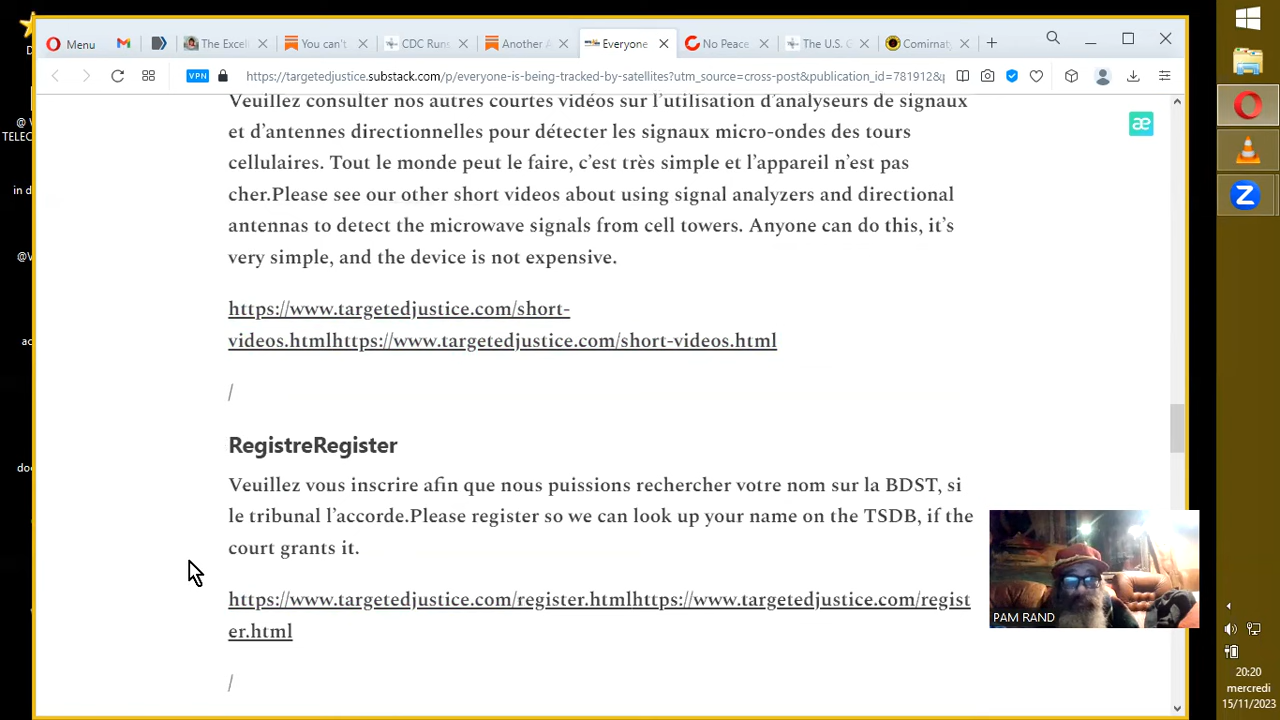 Menu
The Excell
You can't
CDC Runs
Another A
Everyone
No Peace
The U.S. C
Comirnaty
VPN
https://targetedjustice.substack.com/p/everyone-is-being_tracked-by-satellites?utm_source=cross-post&publication_id=781912&
Veuillez consulter nos autres courtes vidéos sur l'utilisation d'analyseurs de signaux
et d'antennes directionnelles pour détecter les signaux micro-ondes des tours
cellulaires. Tout le monde peut le faire, c'est très simple et l'appareil n'est pas
cher.Please see our other short videos about using signal analyzers and directional
antennas to detect the microwave signals from cell towers. Anyone can do this, it's
very simple, and the device is not expensive.
https://www.targetedjustice.com/short-
videos.htmlhttps://www.targetedjustice.com/short-videos.html
/
RegistreRegister
Veuillez vous inscrire afin que nous puissions rechercher votre nom sur la BDST, si
le tribunal l'accorde.Please register so we can look up your name on the TSDB, if the
court grants it.
https://www.targetedjustice.com/register.htmlhttps://www.targetedjustice.com/regist
er.html
/
æ
PAM RAND
20:20
mercredi
15/11/2023